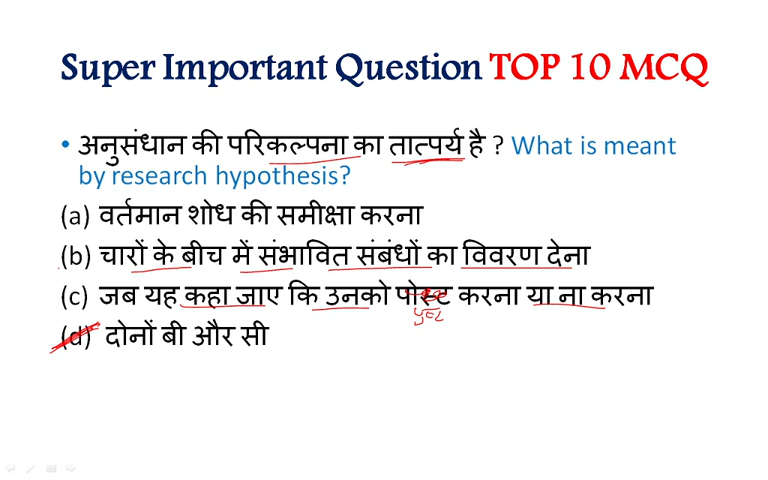 Super Important Question TOP 10 MCQ
• अनुसंधान की परिकल्पना का तात्पर्य है ? What is meant
by research hypothesis?
(a) वर्तमान शोध की समीक्षा करना
(b) चारों के बीच में संभावित संबंधों का विवरण देना
(c) जब यह कहा जाए कि उनको पोस्ट करना या ना करना
(d) दोनों बी और सी